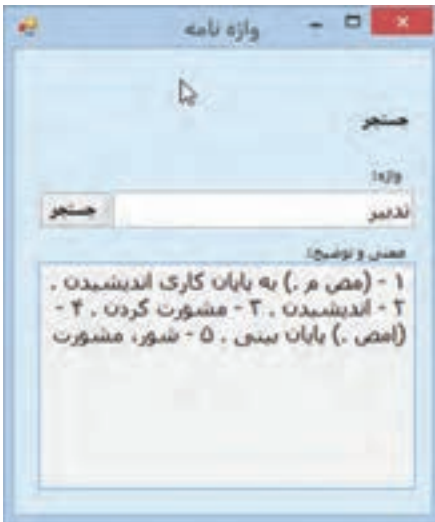 واژه نامه
جستجو
واژه:
تدبیر
جستجو
معنی و توضیح:
۱ - (مص م .) به پایان کاری اندیشیدن .
۲ - اندیشیدن . ۳ - مشورت کردن . ۴ -
(امص .) پایان بینی . ۵ - شور، مشورت